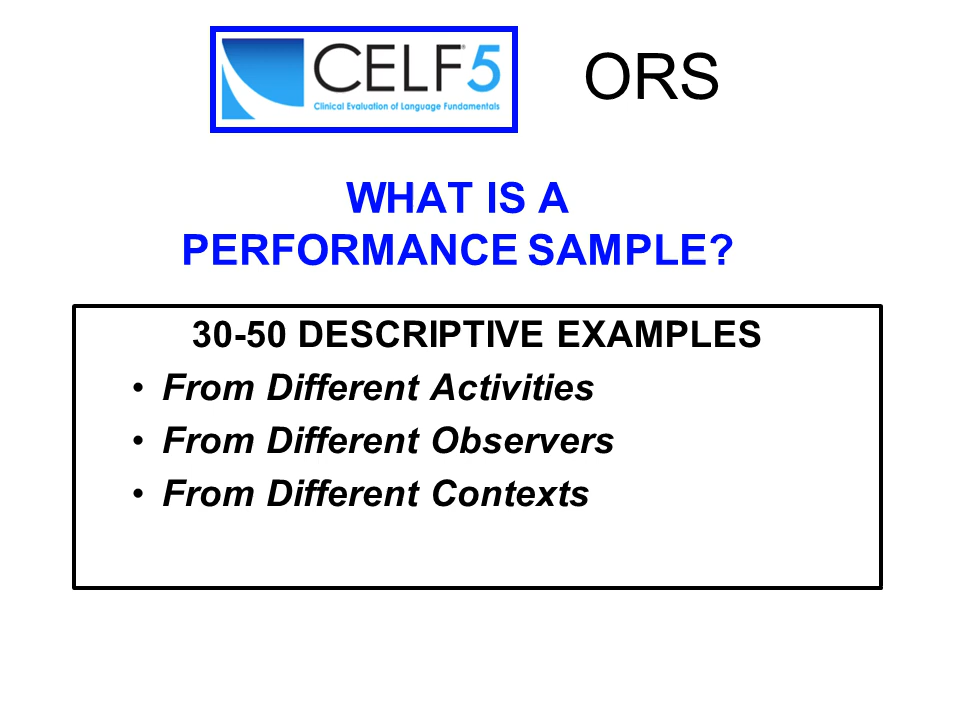 CELF5 ORS
Clinical Evaluation of Language Fundamentals
WHAT IS A
PERFORMANCE SAMPLE?
30-50 DESCRIPTIVE EXAMPLES
• From Different Activities
• From Different Observers
• From Different Contexts